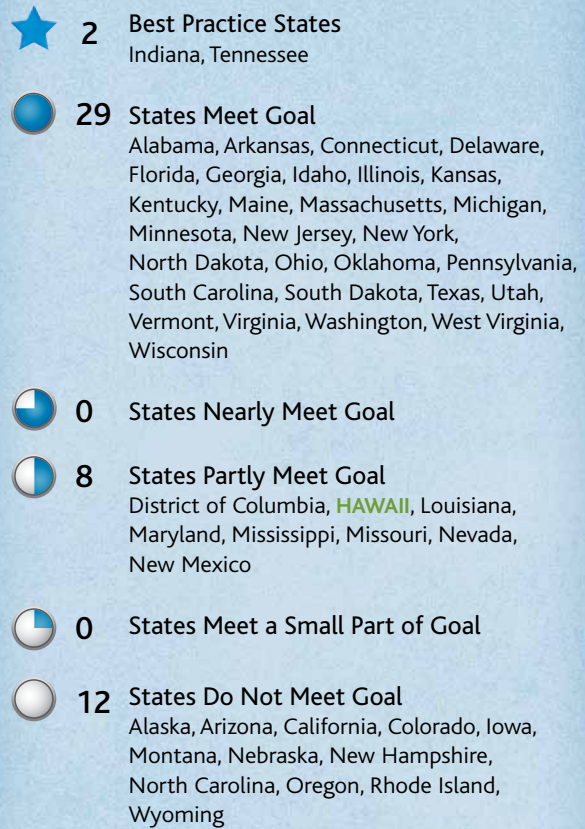 2 Best Practice States
Indiana, Tennessee
29 States Meet Goal
Alabama, Arkansas, Connecticut, Delaware,
Florida, Georgia, Idaho, Illinois, Kansas,
Kentucky, Maine, Massachusetts, Michigan,
Minnesota, New Jersey, New York,
North Dakota, Ohio, Oklahoma, Pennsylvania,
South Carolina, South Dakota, Texas, Utah,
Vermont, Virginia, Washington, West Virginia,
Wisconsin
0 States Nearly Meet Goal
8 States Partly Meet Goal
District of Columbia, HAWAII, Louisiana,
Maryland, Mississippi, Missouri, Nevada,
New Mexico
0 States Meet a Small Part of Goal
12 States Do Not Meet Goal
Alaska, Arizona, California, Colorado, Iowa,
Montana, Nebraska, New Hampshire,
North Carolina, Oregon, Rhode Island,
Wyoming